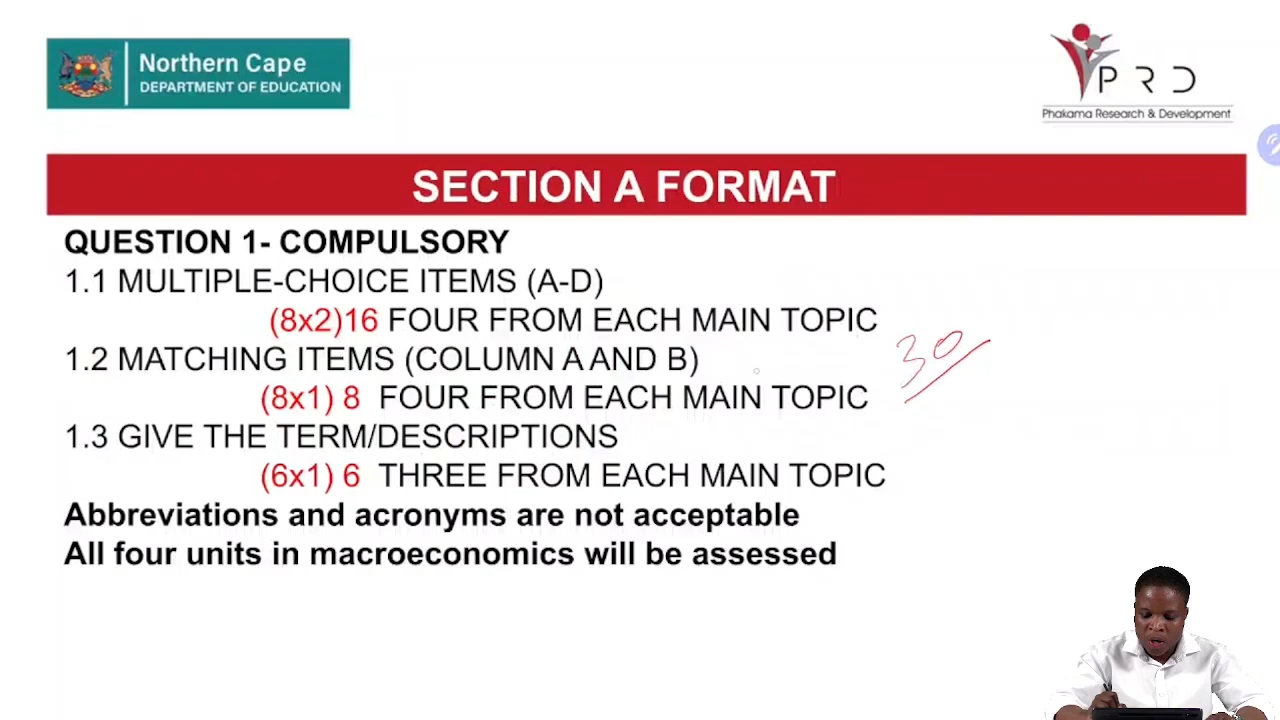 Northern Cape
DEPARTMENT OF EDUCATION
PRD
Phakama Research & Development
SECTION A FORMAT
QUESTION 1- COMPULSORY
1.1 MULTIPLE-CHOICE ITEMS (A-D)
(8x2)16 FOUR FROM EACH MAIN TOPIC
30
1.2 MATCHING ITEMS (COLUMN A AND B)
(8x1) 8 FOUR FROM EACH MAIN TOPIC
1.3 GIVE THE TERM/DESCRIPTIONS
(6x1) 6 THREE FROM EACH MAIN TOPIC
Abbreviations and acronyms are not acceptable
All four units in macroeconomics will be assessed